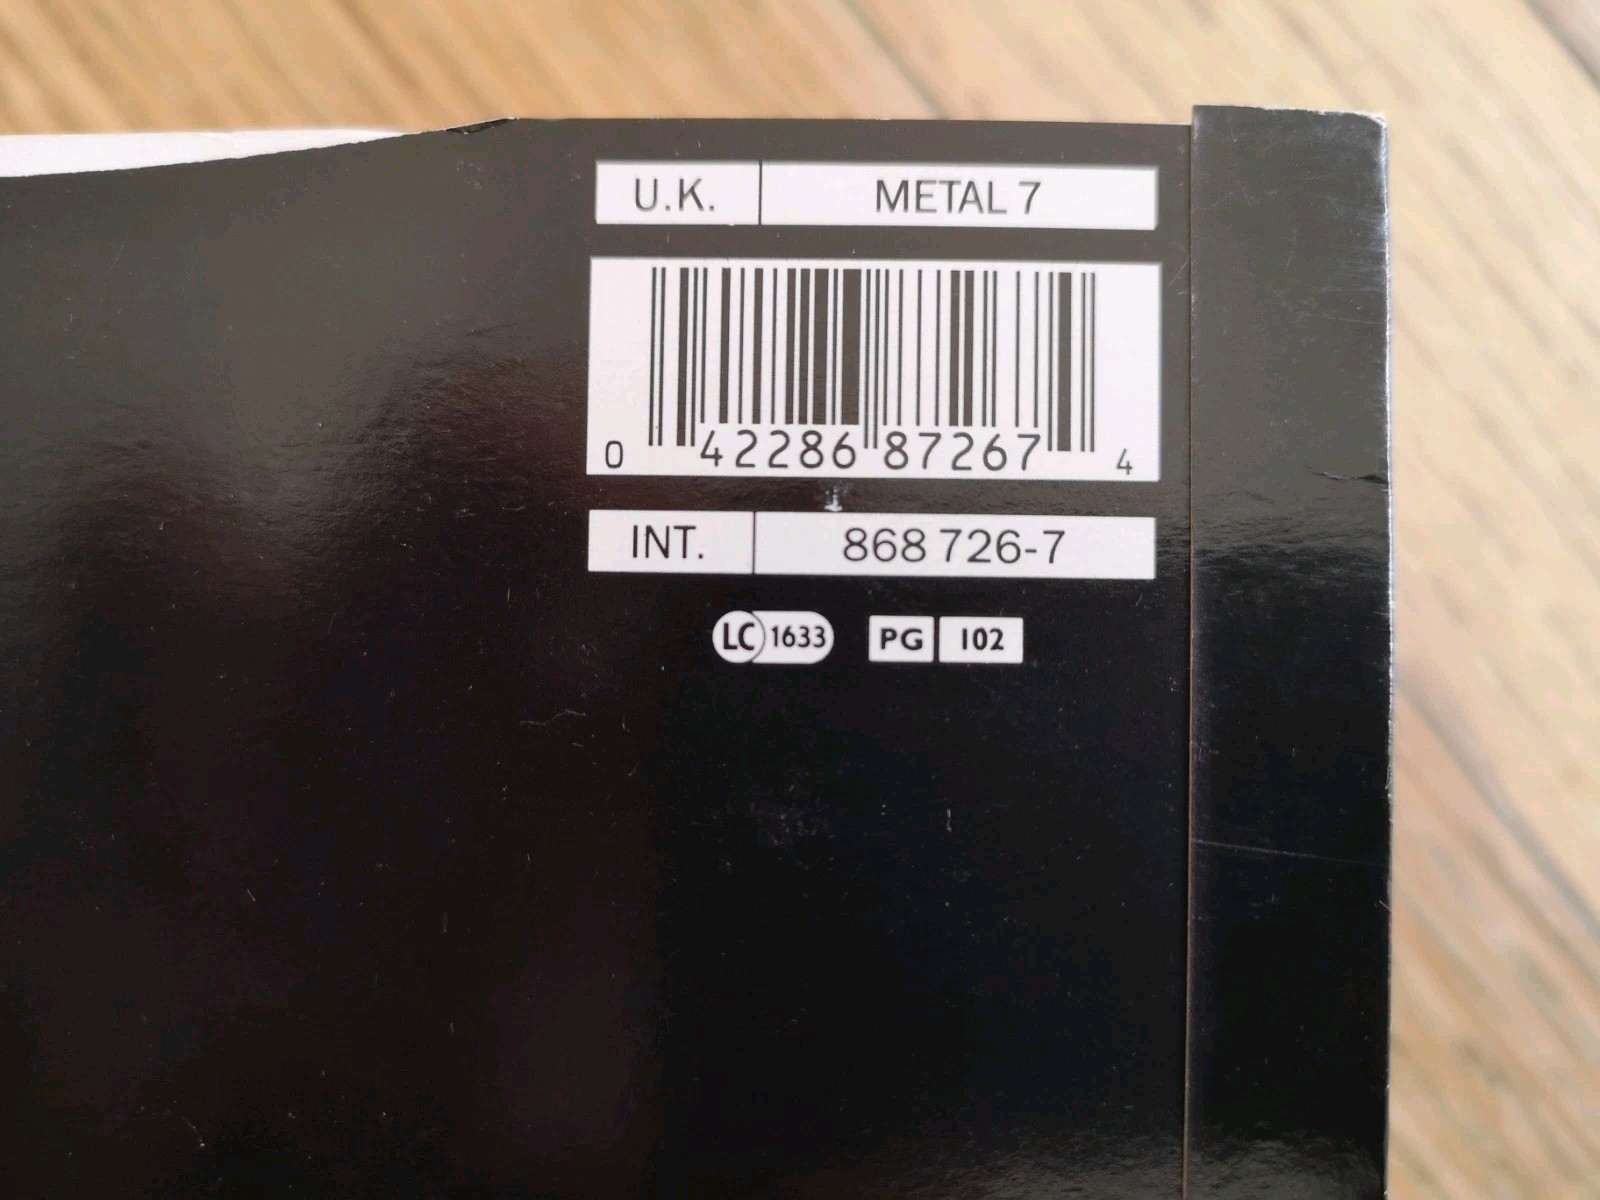 U.K. METAL 7
0 42286 87267 4
INT. 868 726-7
LC 1633 PG 102